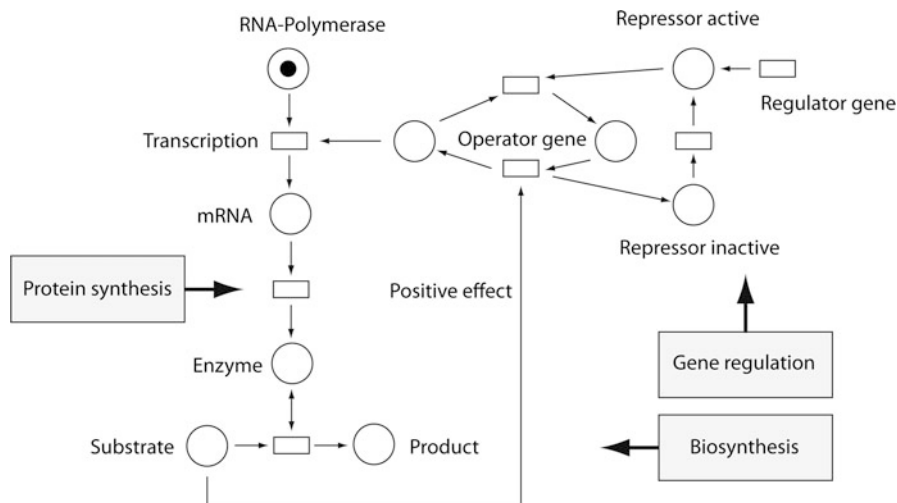 RNA-Polymerase
Repressor active
Regulator gene
Transcription
Operator gene
mRNA
Repressor inactive
Protein synthesis
Positive effect
Enzyme
Gene regulation
Substrate
Product
Biosynthesis